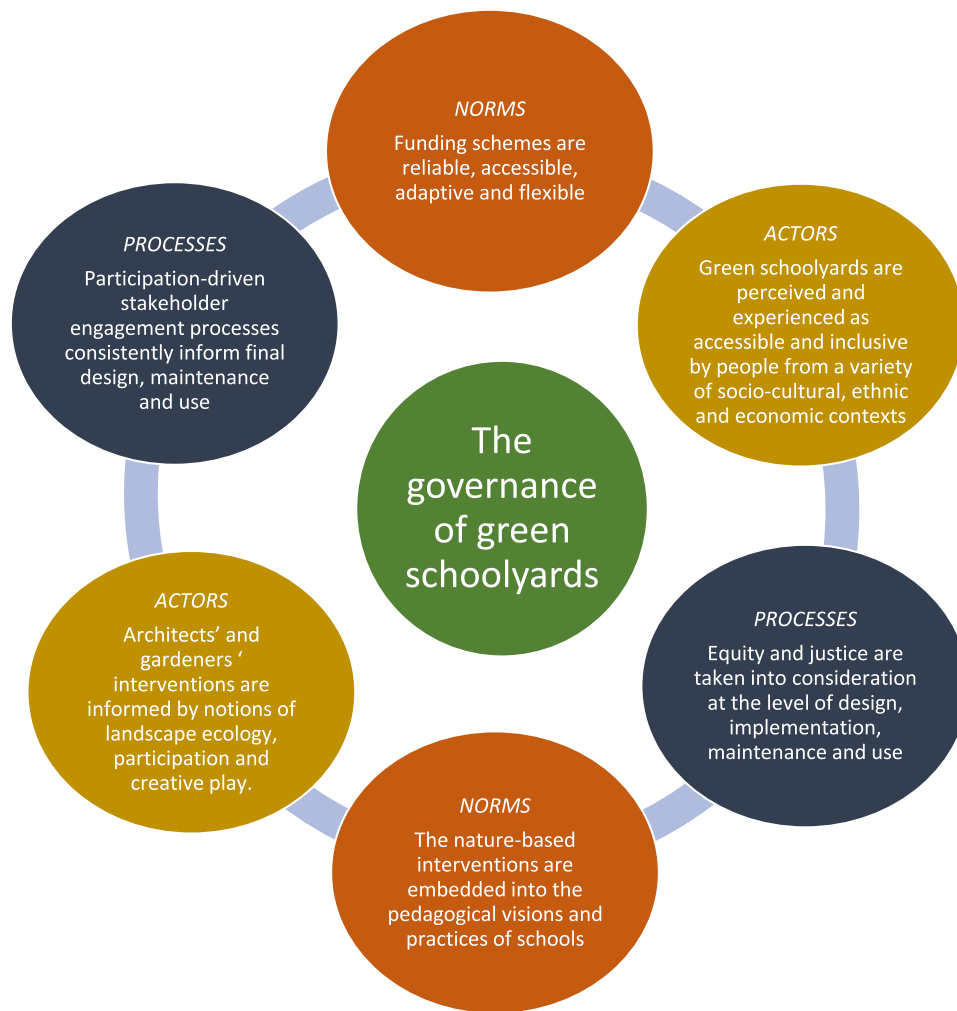 NORMS
Funding schemes are
reliable, accessible,
adaptive and flexible
ACTORS
Green schoolyards are
perceived and
experienced as
accessible and inclusive
by people from a variety
of socio-cultural, ethnic
and economic contexts
PROCESSES
Equity and justice are
taken into consideration
at the level of design,
implementation,
maintenance and use
NORMS
The nature-based
interventions are
embedded into the
pedagogical visions and
practices of schools
ACTORS
Architects’ and
gardeners ‘
interventions are
informed by notions of
landscape ecology,
participation and
creative play.
PROCESSES
Participation-driven
stakeholder
engagement processes
consistently inform final
design, maintenance
and use
The
governance
of green
schoolyards